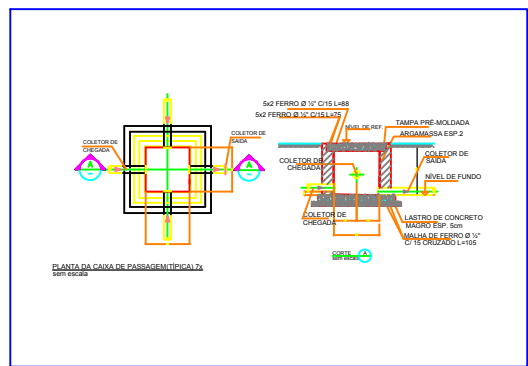 5x2 FERRO Ø ½" C/15 L=88
5x2 FERRO Ø ½" C/15 L=75
NÍVEL DE REF.
TAMPA PRÉ-MOLDADA
ARGAMASSA ESP.2
COLETOR DE
SAÍDA
COLETOR DE
CHEGADA
COLETOR DE
SAÍDA
COLETOR DE
CHEGADA
NÍVEL DE FUNDO
A
A
COLETOR DE
CHEGADA
LASTRO DE CONCRETO
MAGRO ESP. 5cm
MALHA DE FERRO Ø ½"
C/ 15 CRUZADO L=105
CORTE A
SEM ESCALA
PLANTA DA CAIXA DE PASSAGEM(TÍPICA) 7x
sem escala